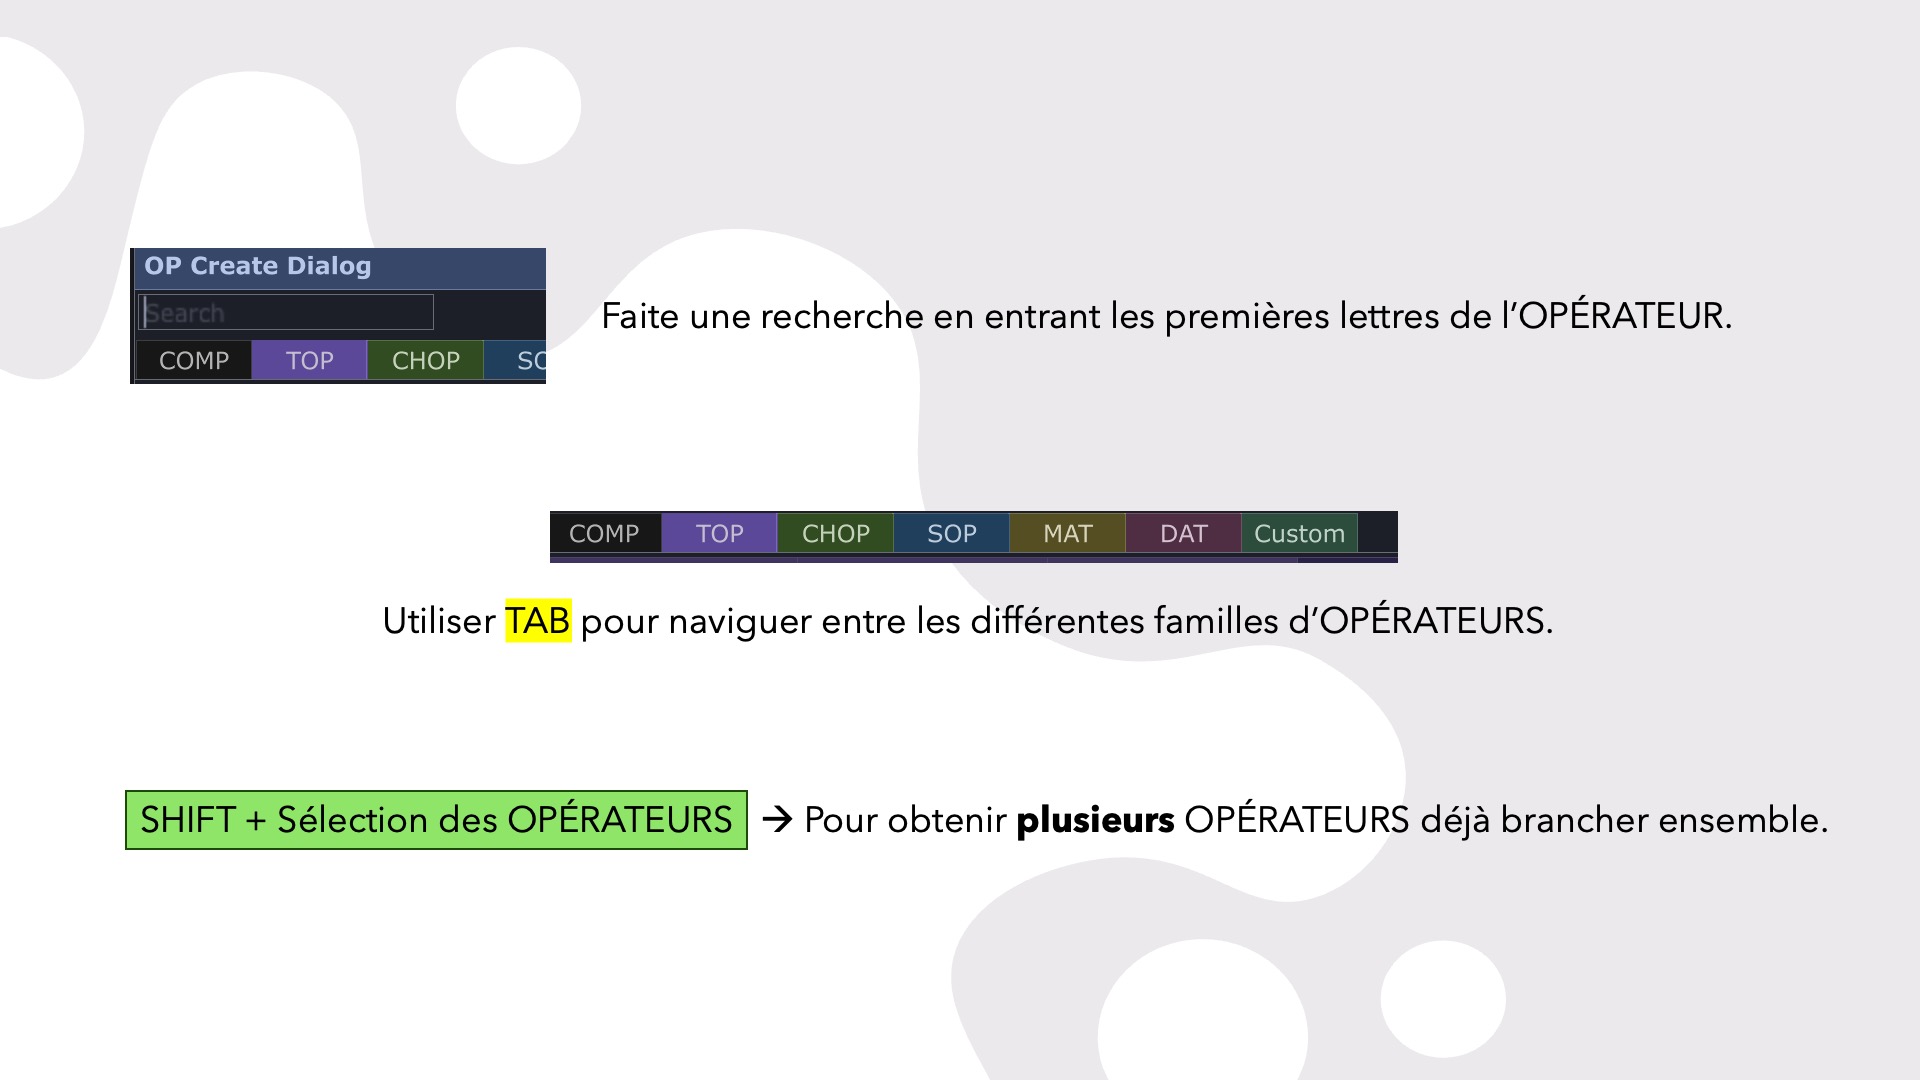 OP Create Dialog
Search
COMP TOP CHOP SO
Faite une recherche en entrant les premières lettres de l’OPÉRATEUR.
COMP TOP CHOP SOP MAT DAT Custom
Utiliser TAB pour naviguer entre les différentes familles d’OPÉRATEURS.
SHIFT + Sélection des OPÉRATEURS → Pour obtenir plusieurs OPÉRATEURS déjà brancher ensemble.